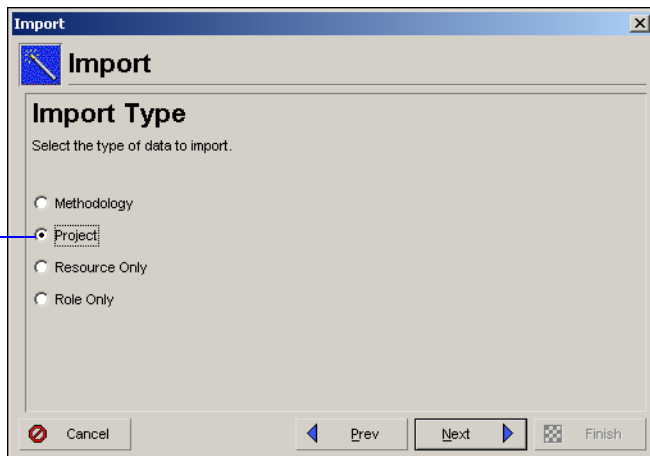 Import
Import
Import Type
Select the type of data to import.
Methodology
Project
Resource Only
Role Only
Cancel
Prev
Next
Finish